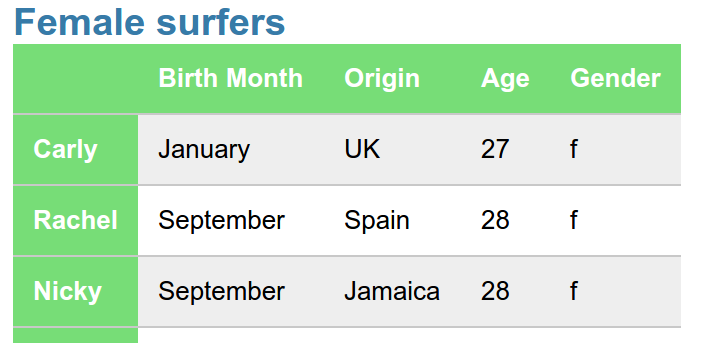 Female surfers
Birth Month Origin Age Gender
Carly January UK 27 f
Rachel September Spain 28 f
Nicky September Jamaica 28 f